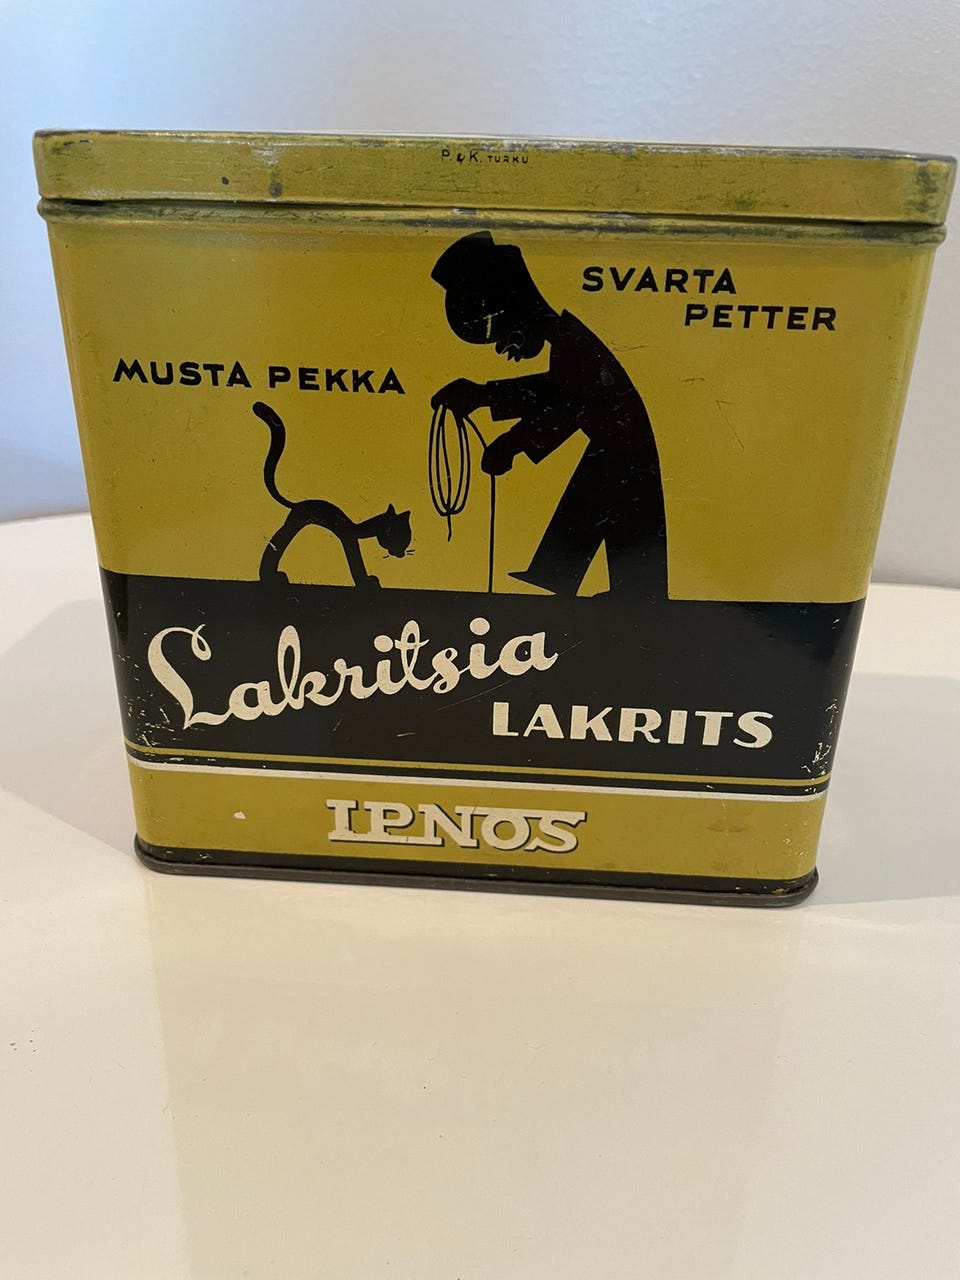 P. & K. TURKU
SVARTA
PETTER
MUSTA PEKKA
Lakritsia
LAKRITS
IPNOS